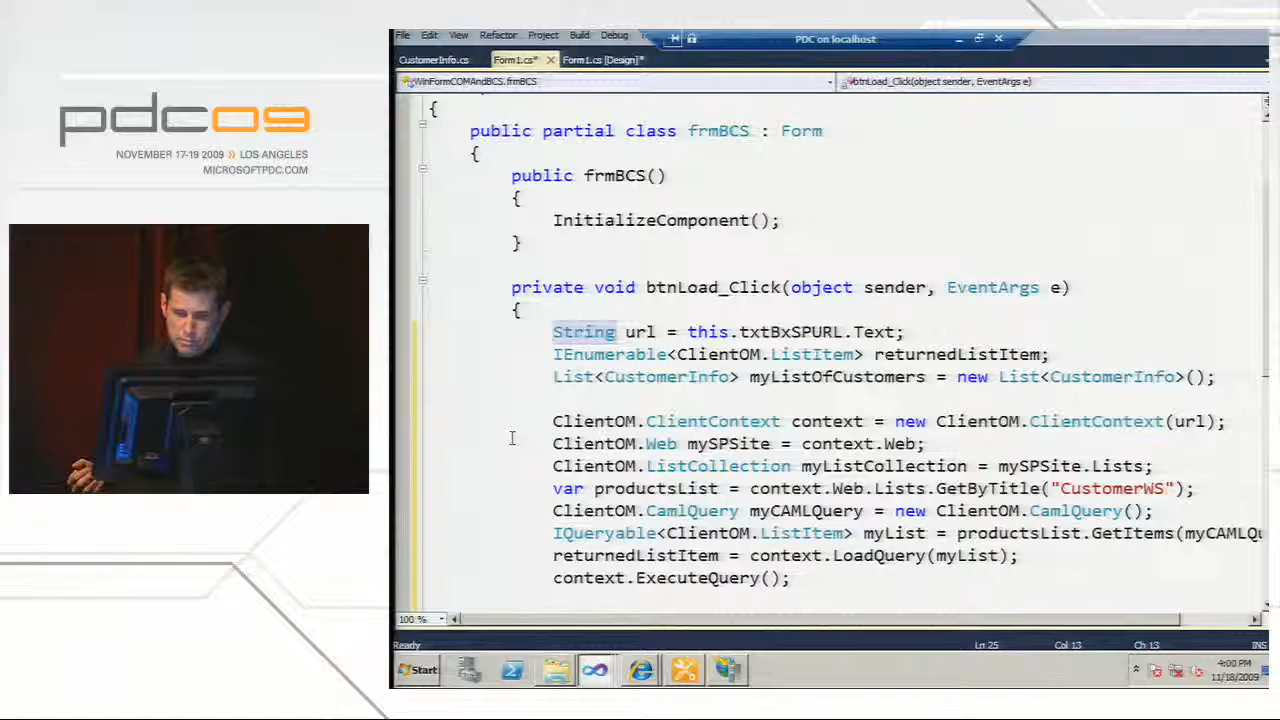 pdc09
NOVEMBER 17-19 2009 » LOS ANGELES
MICROSOFTPDC.COM
File Edit View Refactor Project Build Debug
PDC on localhost
CustomerInfo.cs Form1.cs* Form1.cs [Design]*
WinFormCOMAndBCS.frmBCS
btnLoad_Click(object sender, EventArgs e)
{
public partial class frmBCS : Form
{
public frmBCS()
{
InitializeComponent();
}
private void btnLoad_Click(object sender, EventArgs e)
{
String url = this.txtBxSPURL.Text;
IEnumerable<ClientOM.ListItem> returnedListItem;
List<CustomerInfo> myListOfCustomers = new List<CustomerInfo>();
ClientOM.ClientContext context = new ClientOM.ClientContext(url);
ClientOM.Web mySPSite = context.Web;
ClientOM.ListCollection myListCollection = mySPSite.Lists;
var productsList = context.Web.Lists.GetByTitle("CustomerWS");
ClientOM.CamlQuery myCAMLQuery = new ClientOM.CamlQuery();
IQueryable<ClientOM.ListItem> myList = productsList.GetItems(myCAMLQu
returnedListItem = context.LoadQuery(myList);
context.ExecuteQuery();
100 %
Ready Ln 25 Col 13 Ch 13 INS
Start
4:00 PM
11/18/2009